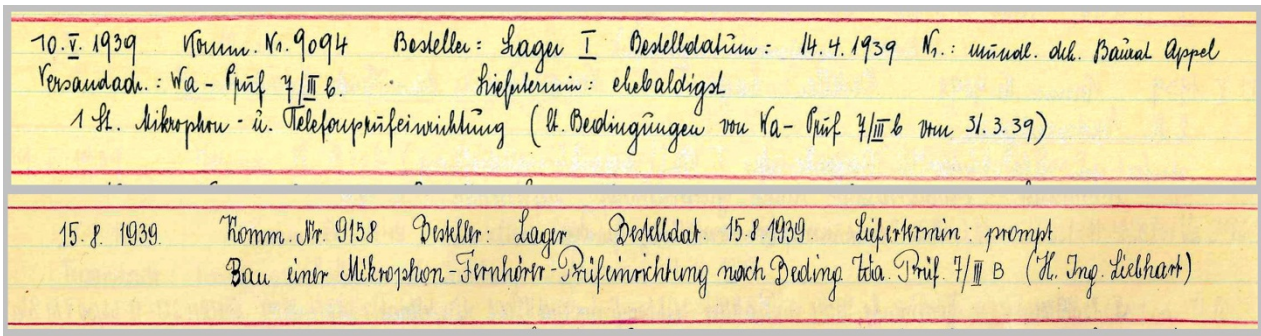 10.V.1939 Komm. Nr. 9094 Besteller: Lager I Bestelldatum: 14.4.1939 Nr.: mündl. dch. Baurat Appel
Versandadr.: Wa-Prüf 7/III b. Liefertermin: ehebaldigst
1 St. Mikrophon- u. Telefonprüfeinrichtung (lt. Bedingungen von Wa-Prüf 7/III b vom 31.3.39)
15.8.1939. Komm. Nr. 9158 Besteller: Lager Bestelldat. 15.8.1939. Liefertermin: prompt
Bau einer Mikrophon-Fernhörer-Prüfeinrichtung nach Beding Wa. Prüf. 7/III B (H. Ing. Liebhart)